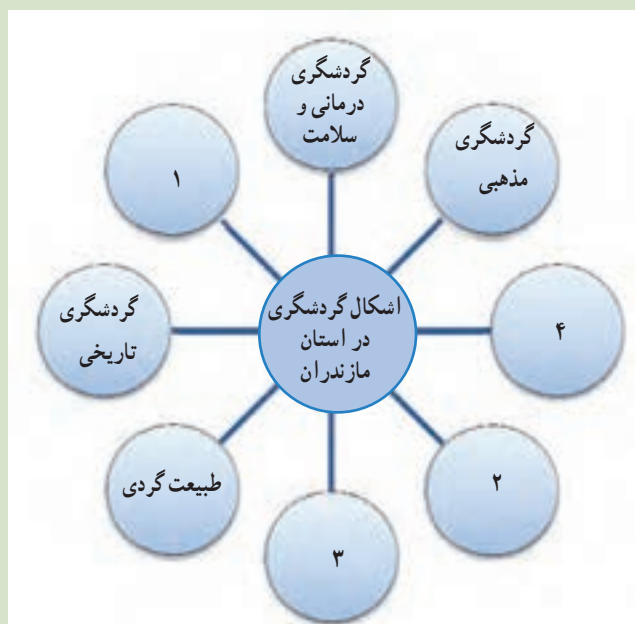 گردشگری
درمانی و
سلامت
گردشگری
مذهبی
۱
اشکال گردشگری
در استان
مازندران
گردشگری
تاریخی
۴
طبیعت گردی
۲
۳